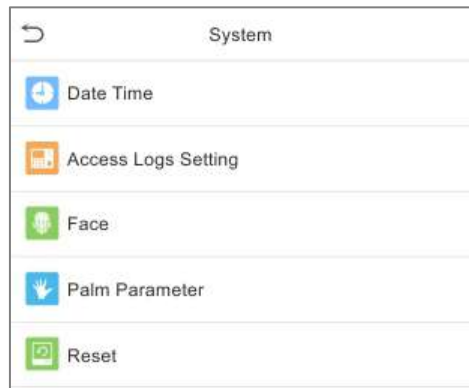 System
Date Time
Access Logs Setting
Face
Palm Parameter
Reset